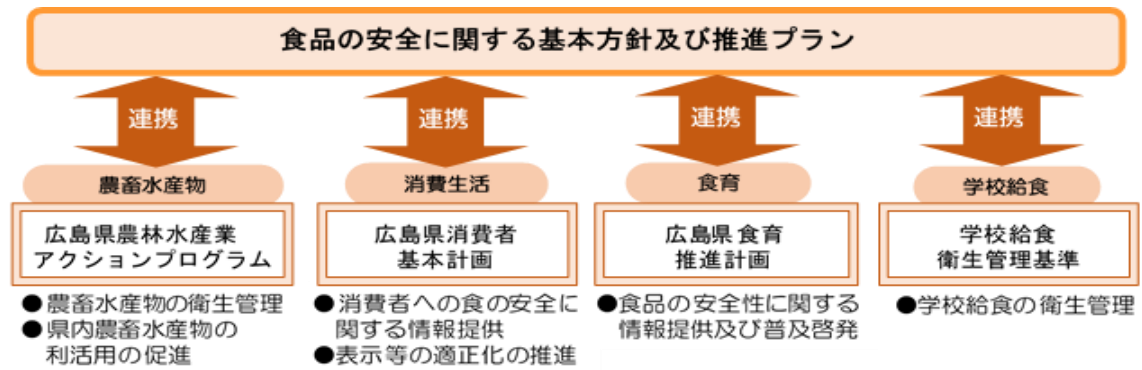 食品の安全に関する基本方針及び推進プラン
連携
連携
連携
連携
農畜水産物
広島県農林水産業
アクションプログラム
●農畜水産物の衛生管理
●県内農畜水産物の
利活用の促進
消費生活
広島県消費者
基本計画
●消費者への食の安全に
関する情報提供
●表示等の適正化の推進
食育
広島県食育
推進計画
●食品の安全性に関する
情報提供及び普及啓発
学校給食
学校給食
衛生管理基準
●学校給食の衛生管理